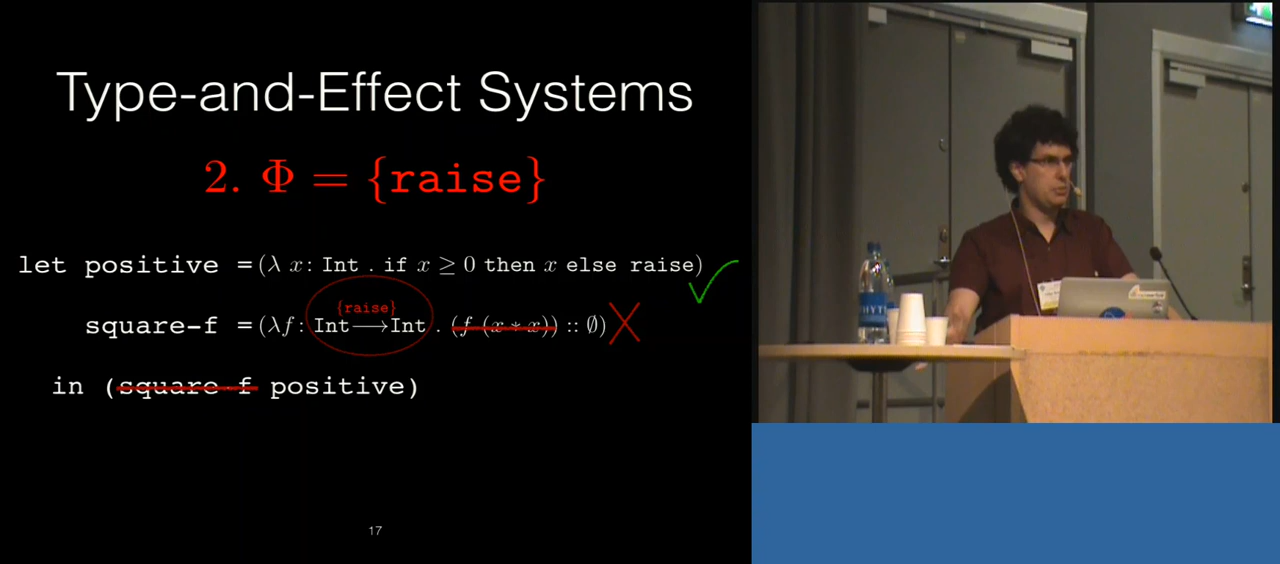 Type-and-Effect Systems
2. Φ = {raise}
let positive =(λ x: Int . if x ≥ 0 then x else raise)
{raise}
square-f =(λf: Int⟶Int . (f (x * x)) :: ∅)
in (square-f positive)
17